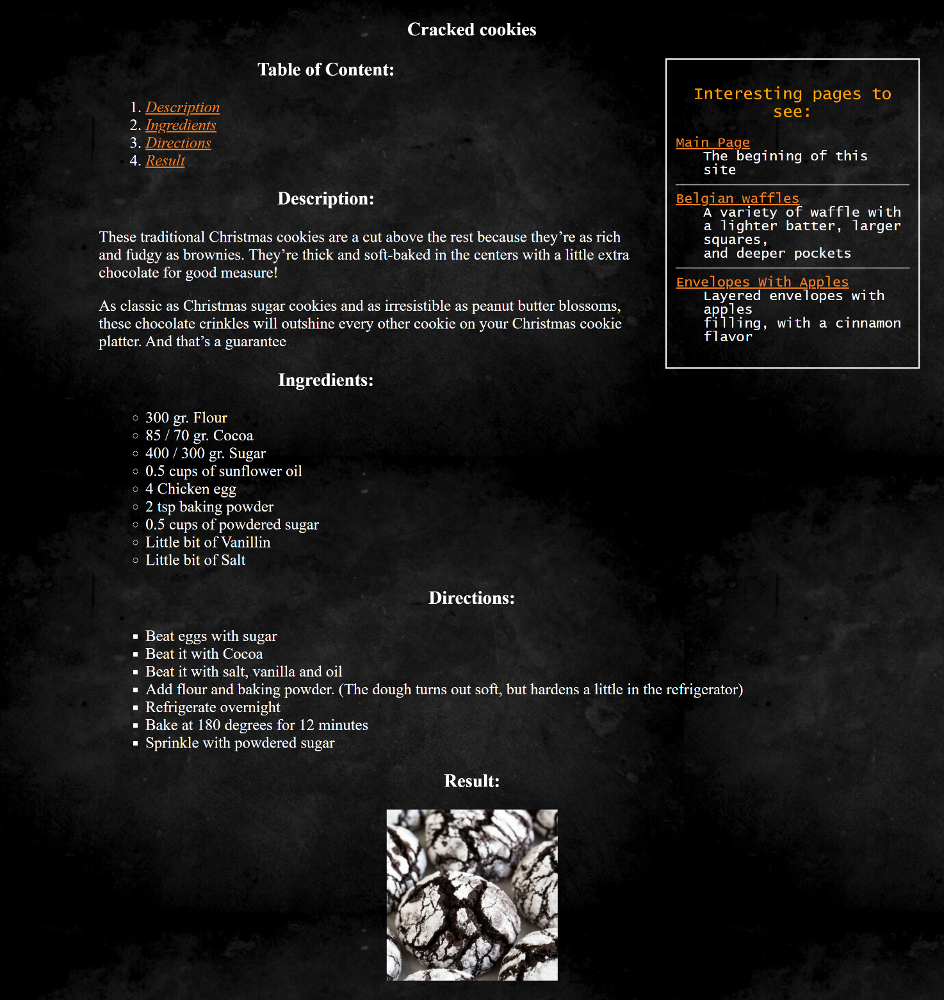 Cracked cookies
Table of Content:
1. Description
2. Ingredients
3. Directions
4. Result
Description:
These traditional Christmas cookies are a cut above the rest because they’re as rich
and fudgy as brownies. They’re thick and soft-baked in the centers with a little extra
chocolate for good measure!
As classic as Christmas sugar cookies and as irresistible as peanut butter blossoms,
these chocolate crinkles will outshine every other cookie on your Christmas cookie
platter. And that’s a guarantee
Interesting pages to
see:
Main Page
The begining of this
site
Belgian waffles
A variety of waffle with
a lighter batter, larger
squares,
and deeper pockets
Envelopes With Apples
Layered envelopes with
apples
filling, with a cinnamon
flavor
Ingredients:
300 gr. Flour
85 / 70 gr. Cocoa
400 / 300 gr. Sugar
0.5 cups of sunflower oil
4 Chicken egg
2 tsp baking powder
0.5 cups of powdered sugar
Little bit of Vanillin
Little bit of Salt
Directions:
Beat eggs with sugar
Beat it with Cocoa
Beat it with salt, vanilla and oil
Add flour and baking powder. (The dough turns out soft, but hardens a little in the refrigerator)
Refrigerate overnight
Bake at 180 degrees for 12 minutes
Sprinkle with powdered sugar
Result: